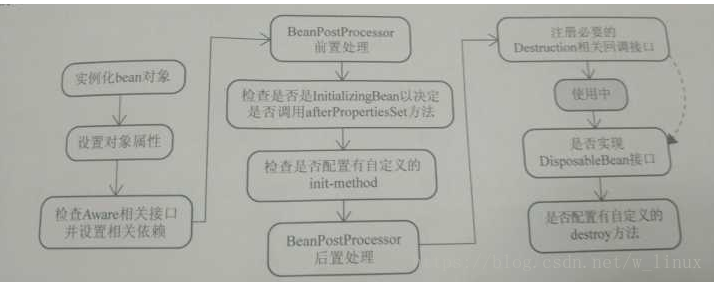 实例化bean对象
设置对象属性
检查Aware相关接口
并设置相关依赖
BeanPostProcessor
前置处理
检查是否是InitializingBean以决定
是否调用afterPropertiesSet方法
检查是否配置有自定义的
init-method
BeanPostProcessor
后置处理
注册必要的
Destruction相关回调接口
使用中
是否实现
DisposableBean接口
是否配置有自定义的
destroy方法
https://blog.csdn.net/w_linux